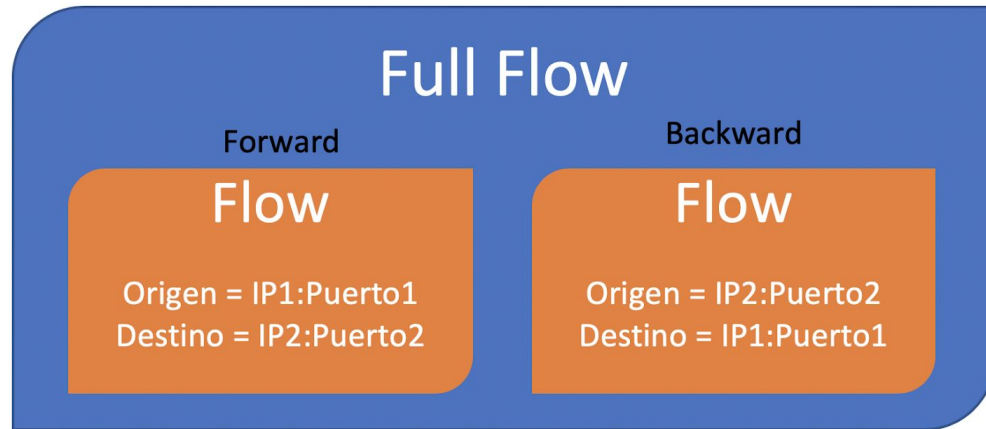 Full Flow
Forward
Flow
Origen = IP1:Puerto1
Destino = IP2:Puerto2
Backward
Flow
Origen = IP2:Puerto2
Destino = IP1:Puerto1